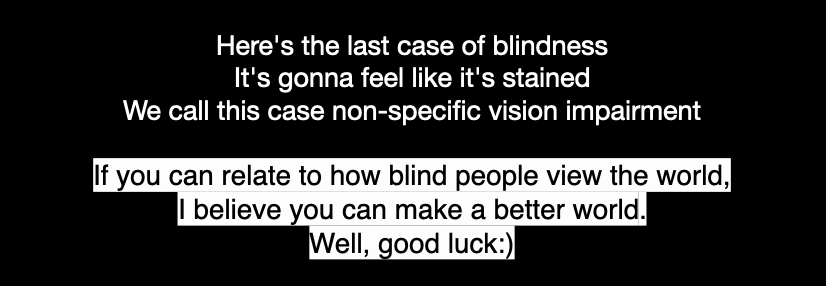 Here's the last case of blindness
It's gonna feel like it's stained
We call this case non-specific vision impairment
If you can relate to how blind people view the world,
I believe you can make a better world.
Well, good luck:)